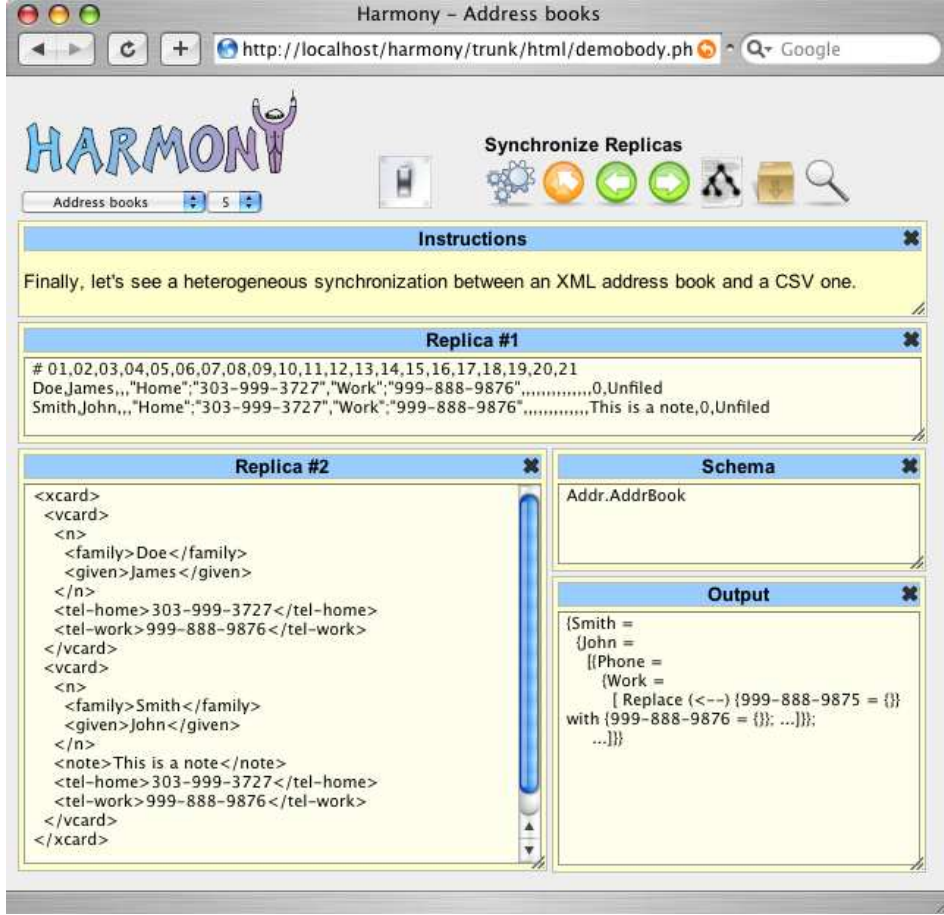 Harmony – Address books
http://localhost/harmony/trunk/html/demobody.ph
Google
HARMONY
Synchronize Replicas
Address books
5
Instructions
Finally, let's see a heterogeneous synchronization between an XML address book and a CSV one.
Replica #1
# 01,02,03,04,05,06,07,08,09,10,11,12,13,14,15,16,17,18,19,20,21
Doe,James,,,"Home";"303-999-3727","Work";"999-888-9876",,,,,,,,,,,,,,0,Unfiled
Smith,John,,,"Home";"303-999-3727","Work";"999-888-9876",,,,,,,,,,,,,This is a note,0,Unfiled
Replica #2
<xcard>
<vcard>
<n>
<family>Doe</family>
<given>James</given>
</n>
<tel-home>303-999-3727</tel-home>
<tel-work>999-888-9876</tel-work>
</vcard>
<vcard>
<n>
<family>Smith</family>
<given>John</given>
</n>
<note>This is a note</note>
<tel-home>303-999-3727</tel-home>
<tel-work>999-888-9876</tel-work>
</vcard>
</xcard>
Schema
Addr.AddrBook
Output
{Smith =
{John =
[{Phone =
{Work =
[ Replace (<--) {999-888-9875 = {}}
with {999-888-9876 = {}}; ...]}};
...]}}